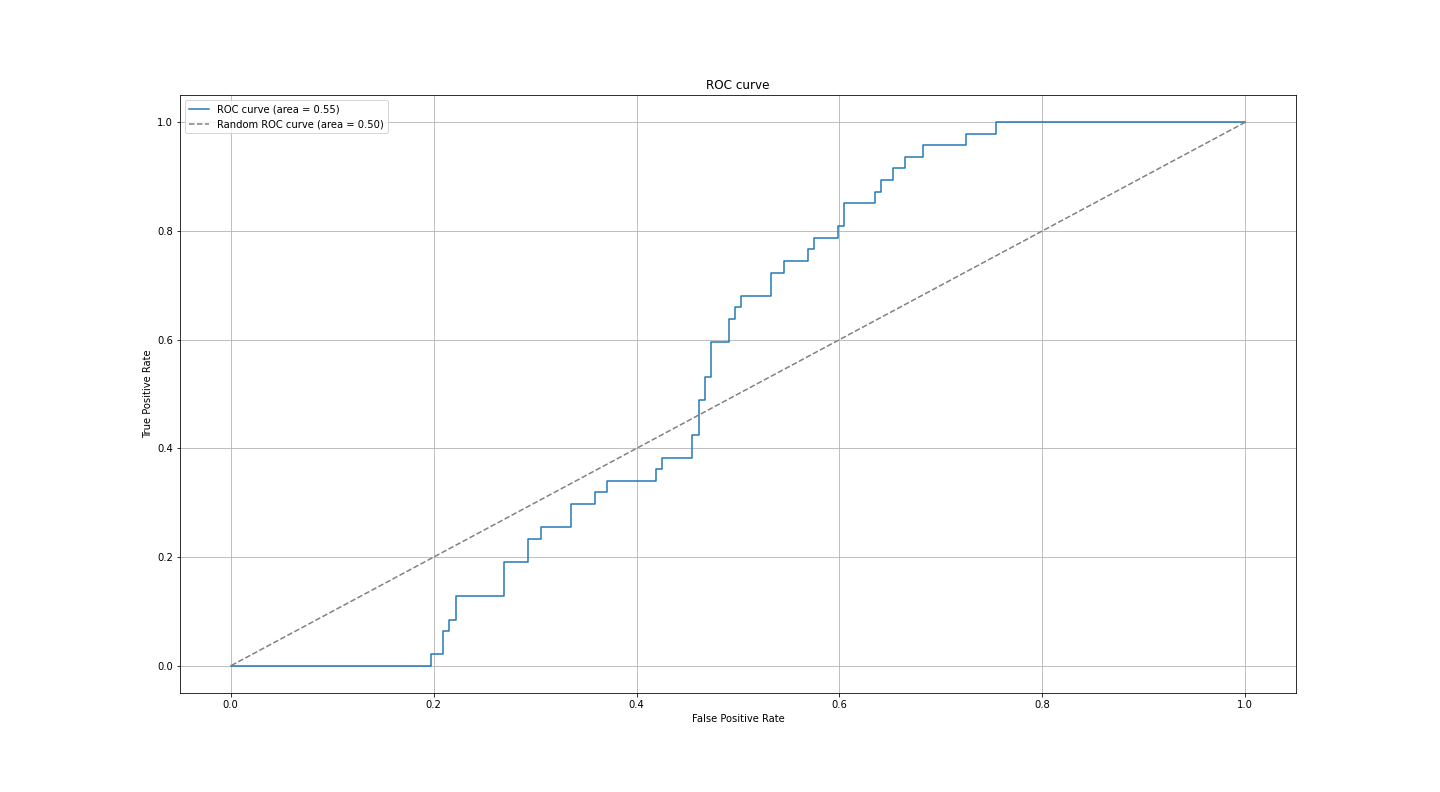 ROC curve
ROC curve (area = 0.55)
Random ROC curve (area = 0.50)
1.0
0.8
0.6
0.4
0.2
0.0
True Positive Rate
0.0 0.2 0.4 0.6 0.8 1.0
False Positive Rate